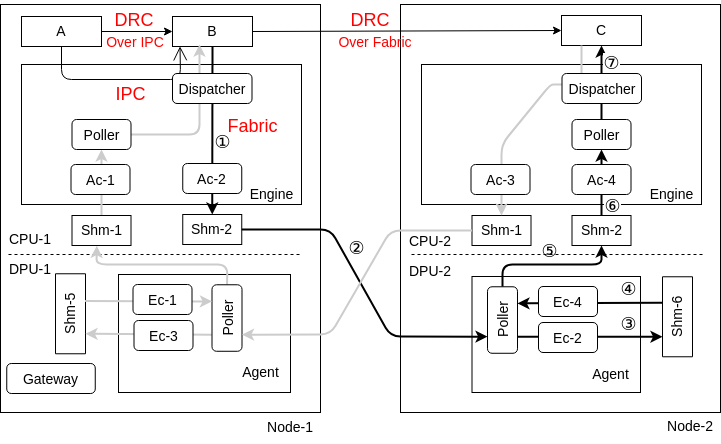 A
DRC
Over IPC
B
DRC
Over Fabric
C
⑦
IPC
Dispatcher
Dispatcher
Fabric
Poller
①
Poller
Ac-1
Ac-2
Ac-3
Ac-4
Engine
Engine
⑥
Shm-1
Shm-2
Shm-1
Shm-2
CPU-1
②
CPU-2
⑤
DPU-1
DPU-2
Shm-5
Ec-1
Ec-3
Poller
Poller
Ec-4
④
Ec-2
③
Shm-6
Gateway
Agent
Agent
Node-1
Node-2